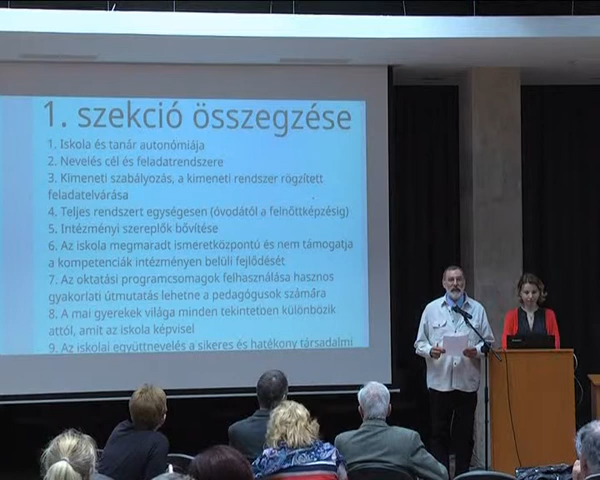 1. szekció összegzése
1. Iskola és tanár autonómiája
2. Nevelés cél és feladatrendszere
3. Kimeneti szabályozás, a kimeneti rendszer rögzített
feladatelvárása
4. Teljes rendszert egységesen (óvodától a felnőttképzésig)
5. Intézményi szereplők bővítése
6. Az iskola megmaradt ismeretközpontú és nem támogatja
a kompetenciák intézményen belüli fejlődését
7. Az oktatási programcsomagok felhasználása hasznos
gyakorlati útmutatás lehetne a pedagógusok számára
8. A mai gyerekek világa minden tekintetben különbözik
attól, amit az iskola képvisel
9. Az iskolai együttnevelés a sikeres és hatékony társadalmi